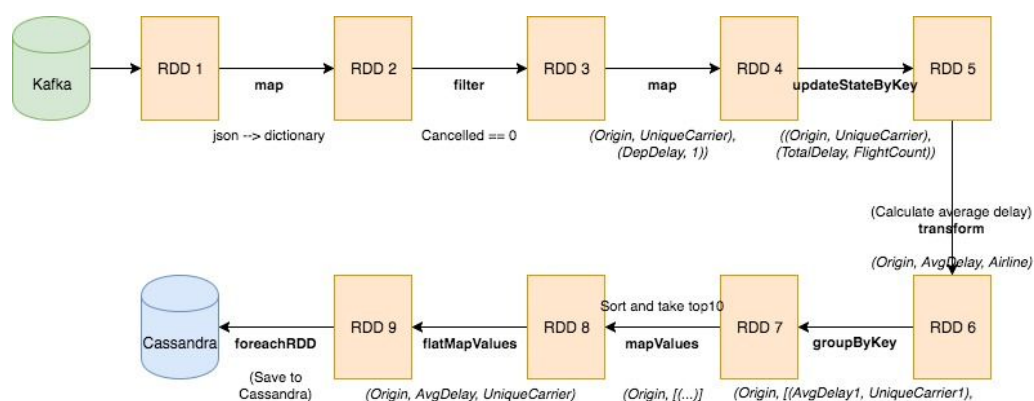 Kafka
RDD 1
map
json --> dictionary
RDD 2
filter
Cancelled == 0
RDD 3
map
(Origin, UniqueCarrier),
(DepDelay, 1))
RDD 4
updateStateByKey
((Origin, UniqueCarrier),
(TotalDelay, FlightCount))
RDD 5
(Calculate average delay)
transform
(Origin, AvgDelay, Airline)
RDD 6
groupByKey
(Origin, [(AvgDelay1, UniqueCarrier1),
RDD 7
Sort and take top10
mapValues
(Origin, [(...)]
RDD 8
flatMapValues
(Origin, AvgDelay, UniqueCarrier)
RDD 9
foreachRDD
(Save to
Cassandra)
Cassandra